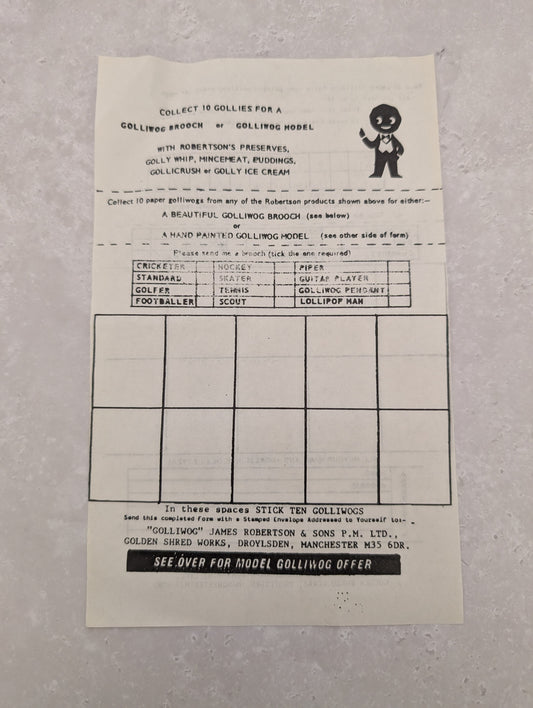 COLLECT 10 GOLLIES FOR A
GOLLIWOG BROOCH or GOLLIWOG MODEL
WITH ROBERTSON'S PRESERVES,
GOLLY WHIP, MINCEMEAT, PUDDINGS,
GOLLICRUSH or GOLLY ICE CREAM
Collect 10 paper golliwogs from any of the Robertson products shown above for either:—
A BEAUTIFUL GOLLIWOG BROOCH (see below)
or
A HAND PAINTED GOLLIWOG MODEL (see other side of form)
Please send me a brooch (tick the one required)
CRICKETER HOCKEY PIPER
STANDARD SKATER GUITAR PLAYER
GOLFER TENNIS GOLLIWOG PENDANT
FOOTBALLER SCOUT LOLLIPOP MAN
In these spaces STICK TEN GOLLIWOGS
Send this completed Form with a Stamped Envelope Addressed to Yourself to:-
"GOLLIWOG" JAMES ROBERTSON & SONS P.M. LTD.,
GOLDEN SHRED WORKS, DROYLSDEN, MANCHESTER M35 6DR.
SEE OVER FOR MODEL GOLLIWOG OFFER